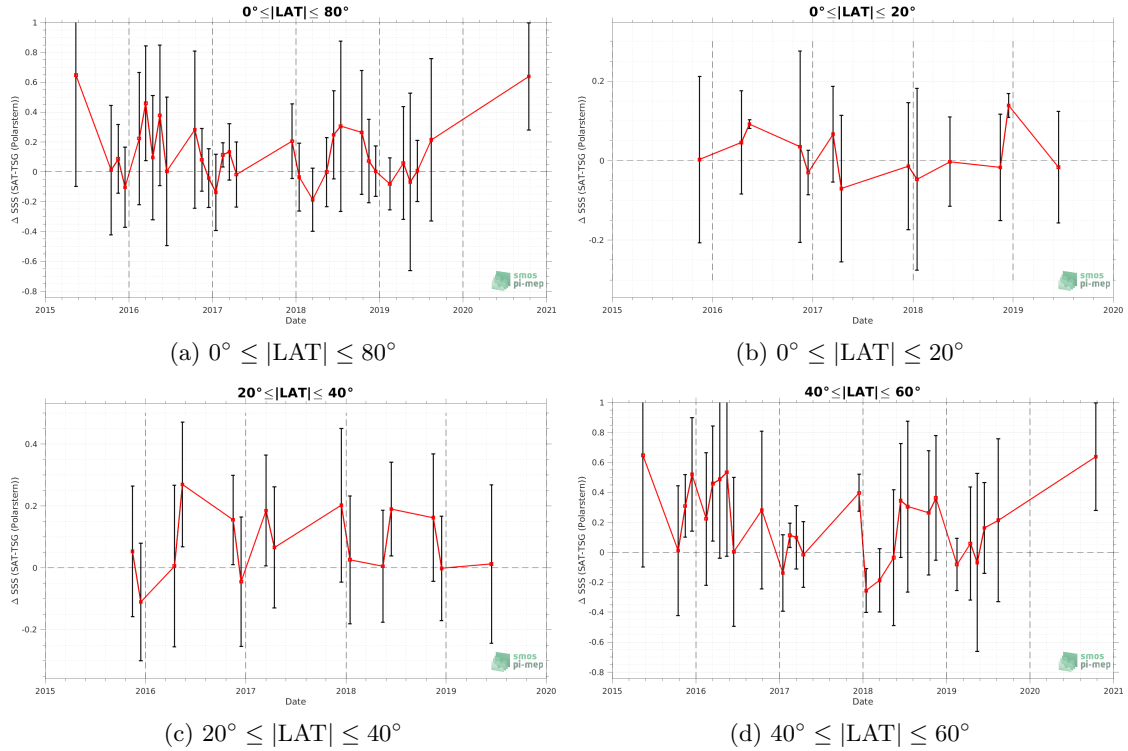 0°≤|LAT|≤ 80°
Δ SSS (SAT-TSG (Polarstern))
1
0.8
0.6
0.4
0.2
0
-0.2
-0.4
-0.6
-0.8
2015 2016 2017 2018 2019 2020 2021
Date
smos
pi-mep
(a) 0° ≤ |LAT| ≤ 80°
0°≤|LAT|≤ 20°
Δ SSS (SAT-TSG (Polarstern))
0.2
0
-0.2
2015 2016 2017 2018 2019 2020
Date
smos
pi-mep
(b) 0° ≤ |LAT| ≤ 20°
20°≤|LAT|≤ 40°
Δ SSS (SAT-TSG (Polarstern))
0.4
0.2
0
-0.2
2015 2016 2017 2018 2019 2020
Date
smos
pi-mep
(c) 20° ≤ |LAT| ≤ 40°
40°≤|LAT|≤ 60°
Δ SSS (SAT-TSG (Polarstern))
1
0.8
0.6
0.4
0.2
0
-0.2
-0.4
-0.6
-0.8
2015 2016 2017 2018 2019 2020 2021
Date
smos
pi-mep
(d) 40° ≤ |LAT| ≤ 60°